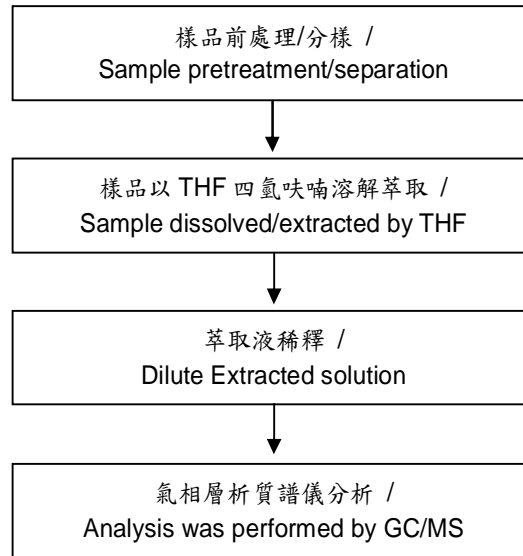 樣品前處理/分樣 /
Sample pretreatment/separation
樣品以 THF 四氫呋喃溶解萃取 /
Sample dissolved/extracted by THF
萃取液稀釋 /
Dilute Extracted solution
氣相層析質譜儀分析 /
Analysis was performed by GC/MS